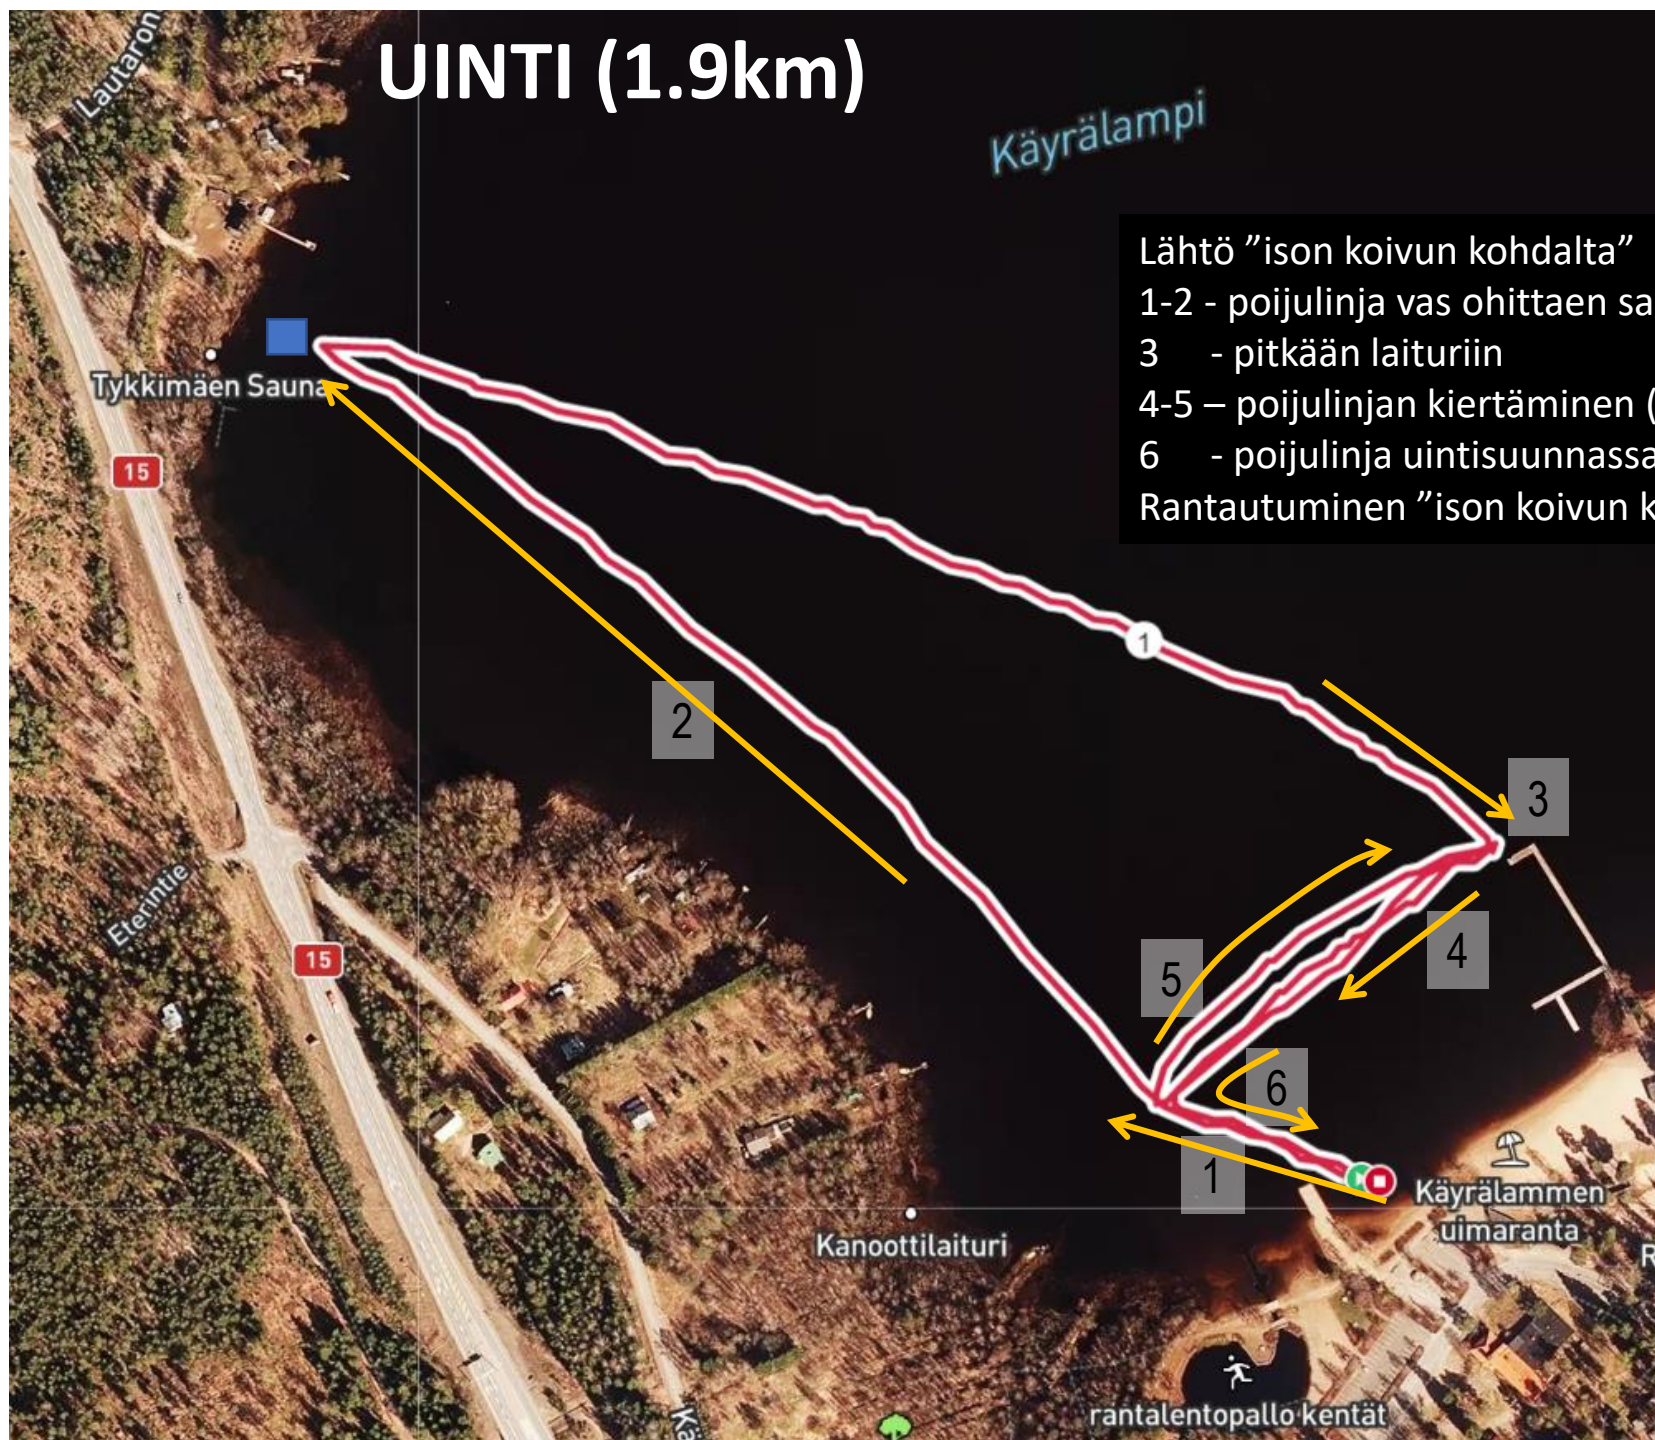 UINTI (1.9km)
Lautaron
Käyrälampi
Lähtö ”ison koivun kohdalta”
1-2 - poijulinja vas ohittaen sa
3 - pitkään laituriin
4-5 – poijulinjan kiertäminen (
6 - poijulinja uintisuunnassa
Rantautuminen ”ison koivun k
Tykkimäen Sauna
15
1
2
3
Eterintie
15
5
4
6
1
Käyrälammen
uimaranta
Kanoottilaituri
R
rantalentopallo kentät
Kä